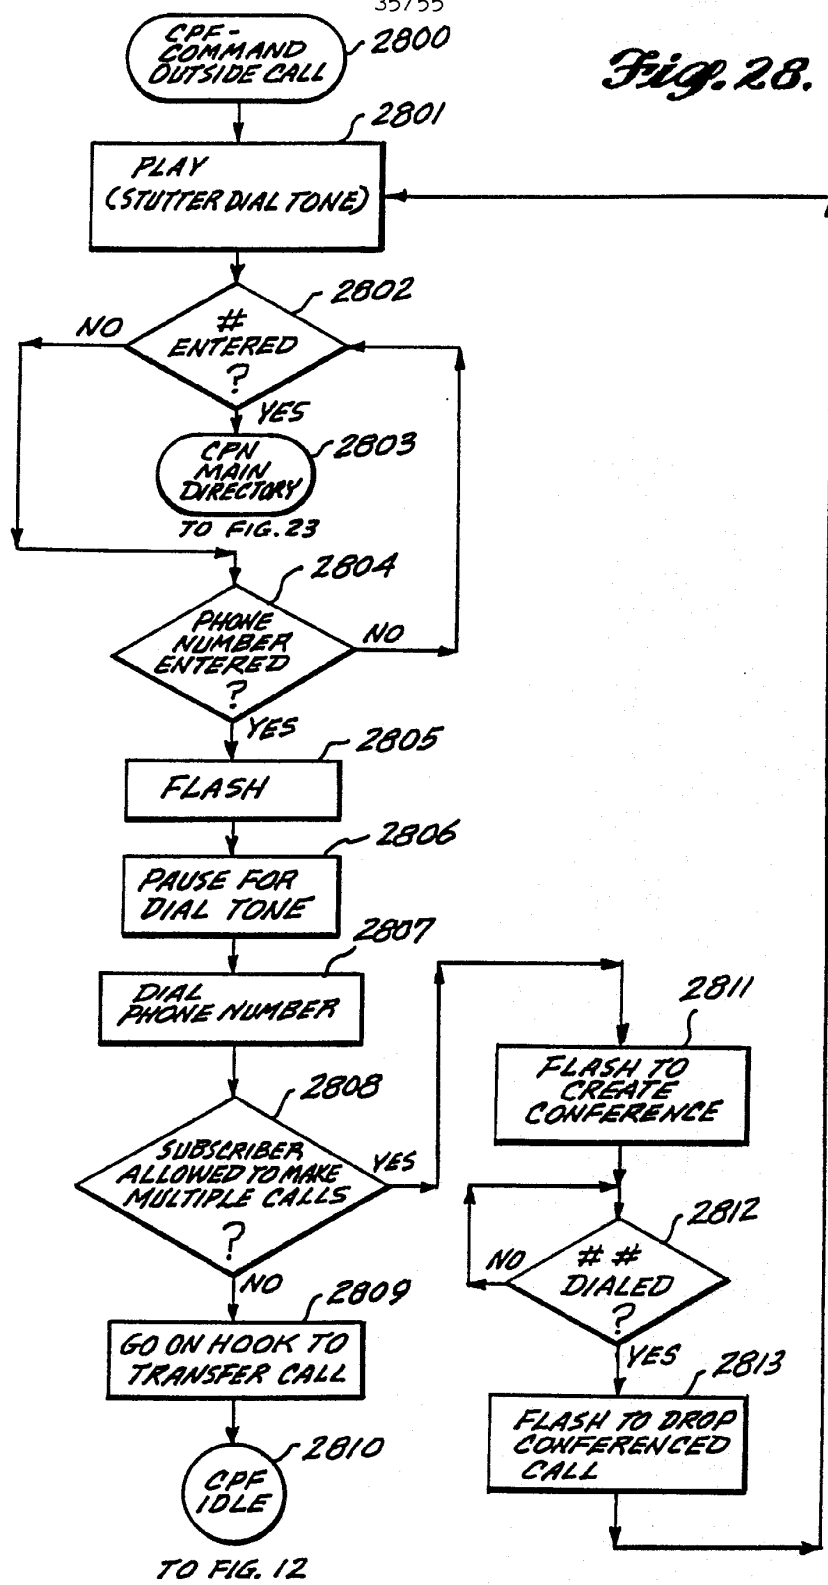 35/55
Fig. 28.
CPF-
COMMAND
OUTSIDE CALL
2800
2801
PLAY
(STUTTER DIAL TONE)
2802
#
ENTERED
?
NO
YES
2803
CPN
MAIN
DIRECTORY
TO FIG. 23
2804
PHONE
NUMBER
ENTERED
?
NO
YES
2805
FLASH
2806
PAUSE FOR
DIAL TONE
2807
DIAL
PHONE NUMBER
2808
SUBSCRIBER
ALLOWED TO MAKE
MULTIPLE CALLS
?
YES
NO
2809
GO ON HOOK TO
TRANSFER CALL
2810
CPF
IDLE
TO FIG. 12
2811
FLASH TO
CREATE
CONFERENCE
2812
# #
DIALED
?
NO
YES
2813
FLASH TO DROP
CONFERENCED
CALL